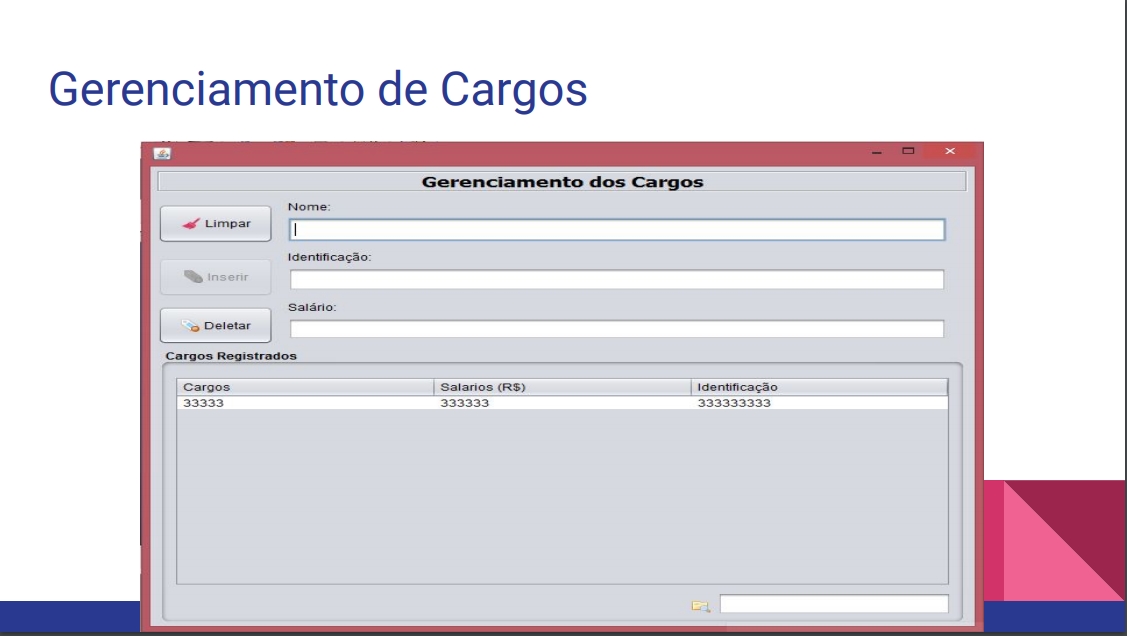 Gerenciamento de Cargos
Gerenciamento dos Cargos
Nome:
Limpar
Identificação:
Inserir
Salário:
Deletar
Cargos Registrados
Cargos Salarios (R$) Identificação
33333 333333 333333333